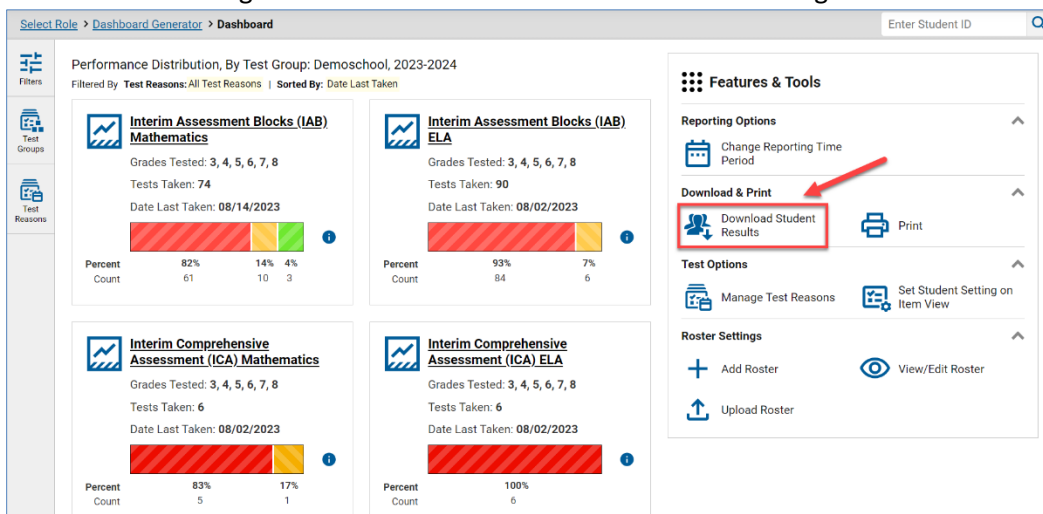 Select Role > Dashboard Generator > Dashboard
Enter Student ID
Filters
Test
Groups
Test
Reasons
Performance Distribution, By Test Group: Demoschool, 2023-2024
Filtered By Test Reasons: All Test Reasons | Sorted By: Date Last Taken
Interim Assessment Blocks (IAB)
Mathematics
Grades Tested: 3, 4, 5, 6, 7, 8
Tests Taken: 74
Date Last Taken: 08/14/2023
Percent 82% 14% 4%
Count 61 10 3
Interim Assessment Blocks (IAB)
ELA
Grades Tested: 3, 4, 5, 6, 7, 8
Tests Taken: 90
Date Last Taken: 08/02/2023
Percent 93% 7%
Count 84 6
Interim Comprehensive
Assessment (ICA) Mathematics
Grades Tested: 3, 4, 5, 6, 7, 8
Tests Taken: 6
Date Last Taken: 08/02/2023
Percent 83% 17%
Count 5 1
Interim Comprehensive
Assessment (ICA) ELA
Grades Tested: 3, 4, 5, 6, 7, 8
Tests Taken: 6
Date Last Taken: 08/02/2023
Percent 100%
Count 6
Features & Tools
Reporting Options
Change Reporting Time
Period
Download & Print
Download Student
Results
Print
Test Options
Manage Test Reasons
Set Student Setting on
Item View
Roster Settings
Add Roster
View/Edit Roster
Upload Roster